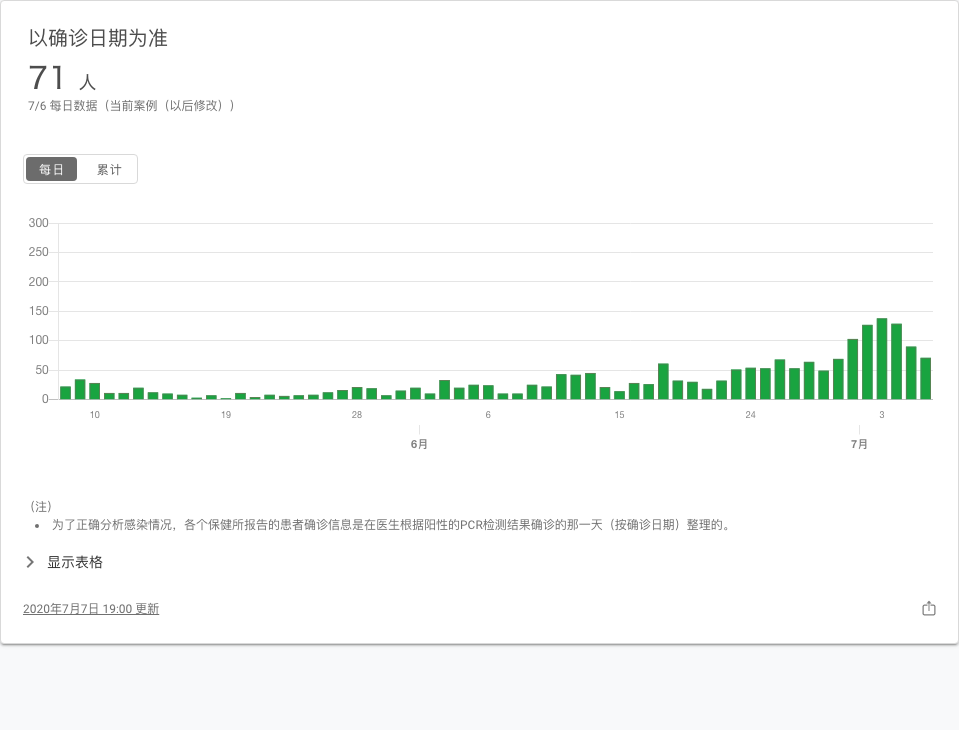 以确诊日期为准
71 人
7/6 每日数据（当前案例（以后修改））
每日 累计
300
250
200
150
100
50
0
10 19 28 6 15 24 3
6月 7月
（注）
• 为了正确分析感染情况，各个保健所报告的患者确诊信息是在医生根据阳性的PCR检测结果确诊的那一天（按确诊日期）整理的。
显示表格
2020年7月7日 19:00 更新